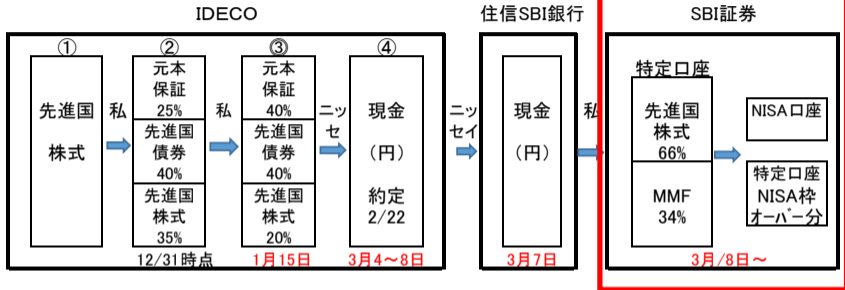 IDECO
住信SBI銀行
SBI証券
①
②
③
④
先進国
株式
私
元本
保証
25%
先進国
債券
40%
先進国
株式
35%
私
元本
保証
40%
先進国
債券
40%
先進国
株式
20%
ニッ
セ
現金
(円)
約定
2/22
ニッ
セイ
現金
(円)
私
特定口座
先進国
株式
66%
MMF
34%
NISA口座
特定口座
NISA枠
オーバー分
12/31時点
1月15日
3月4～8日
3月7日
3月/8日～